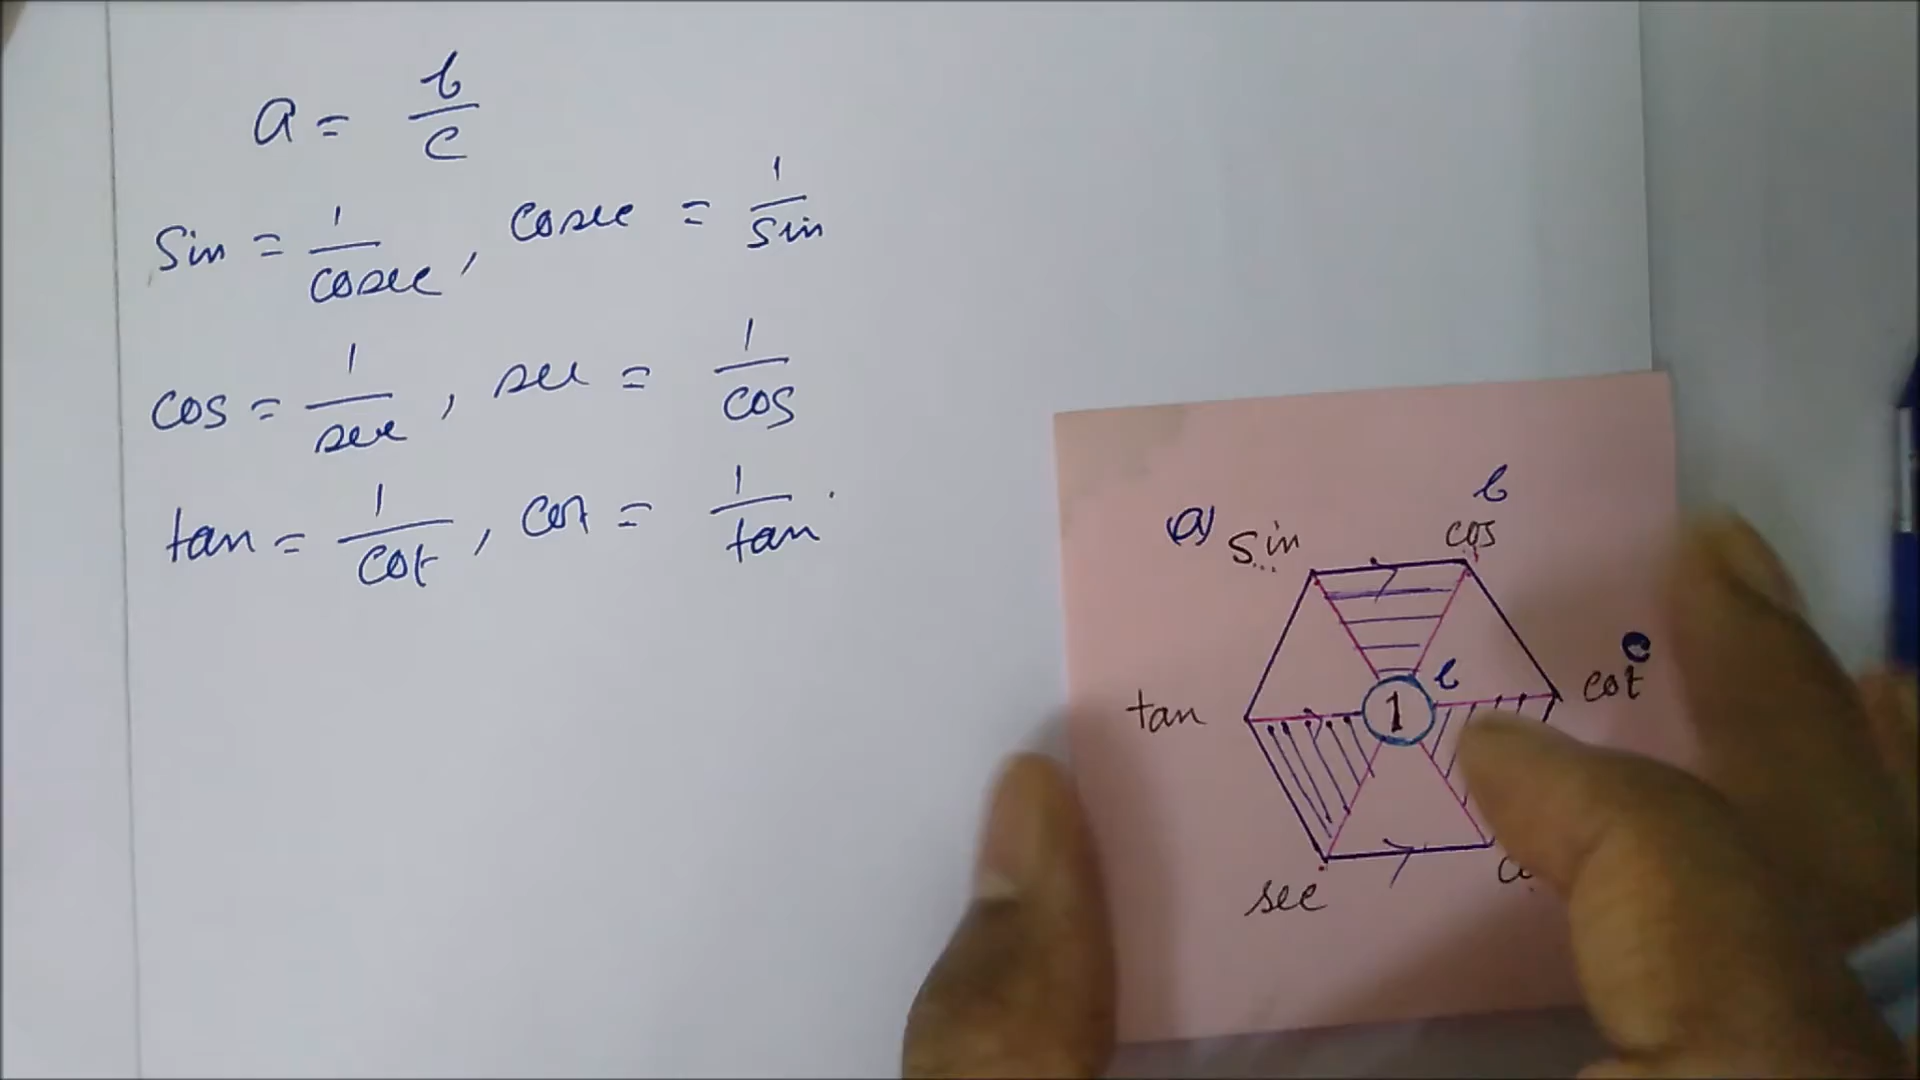 a = b/c
Sin = 1/cosec, cosec = 1/sin
cos = 1/sec, sec = 1/cos
tan = 1/cot, cot = 1/tan.
b
a) sin cos
c
tan 1 b cot
sec